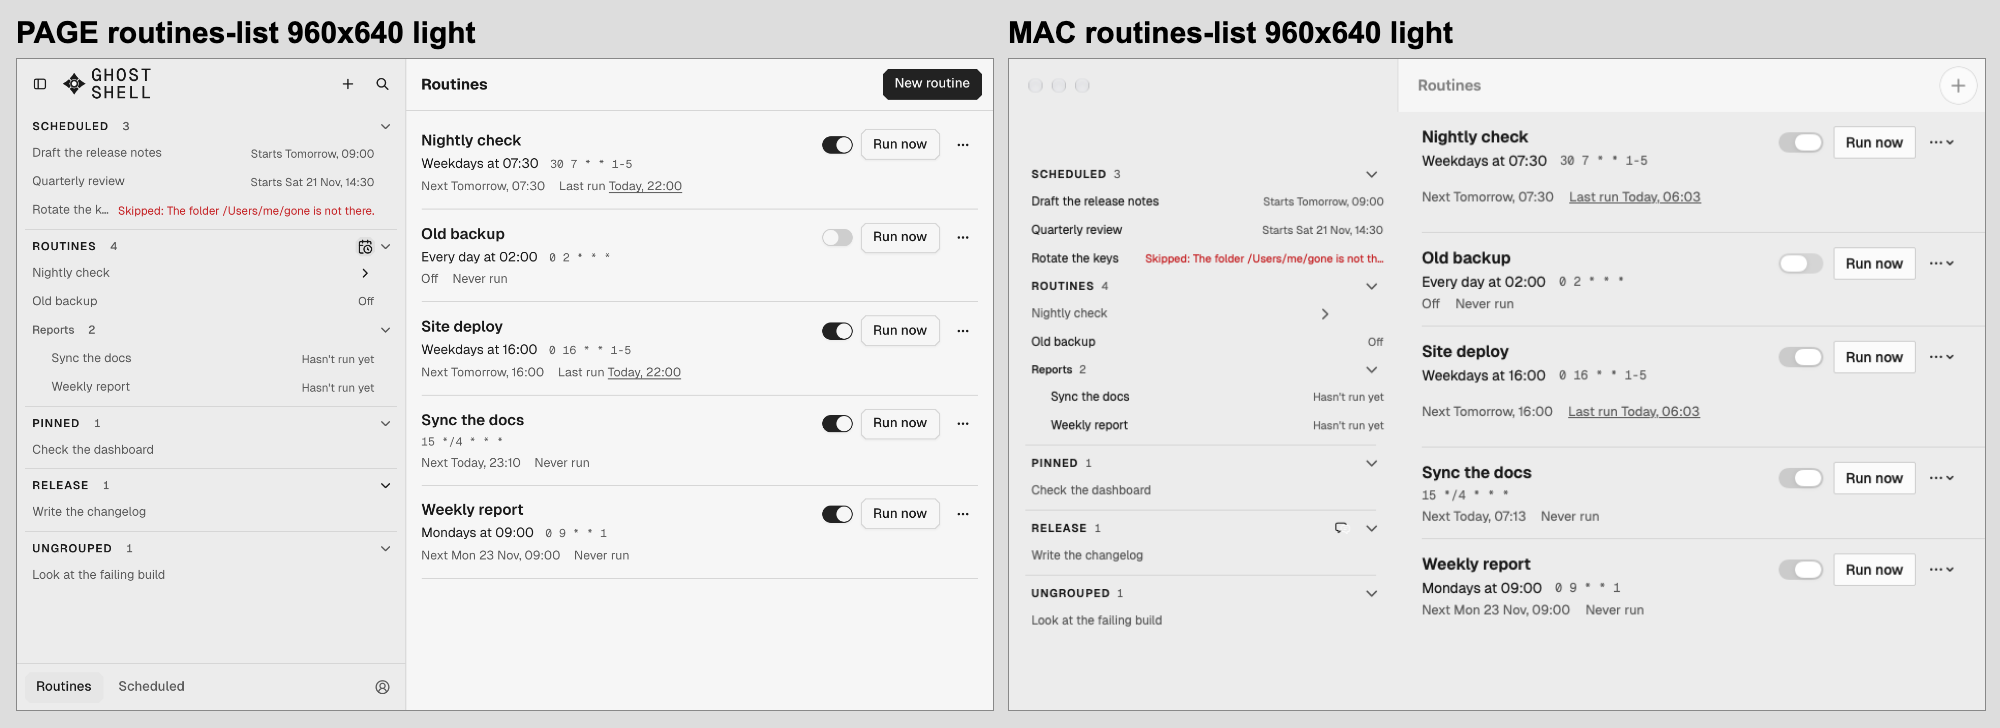 PAGE routines-list 960x640 light
GHOST
SHELL
SCHEDULED 3
Draft the release notes Starts Tomorrow, 09:00
Quarterly review Starts Sat 21 Nov, 14:30
Rotate the k... Skipped: The folder /Users/me/gone is not there.
ROUTINES 4
Nightly check
Old backup Off
Reports 2
Sync the docs Hasn't run yet
Weekly report Hasn't run yet
PINNED 1
Check the dashboard
RELEASE 1
Write the changelog
UNGROUPED 1
Look at the failing build
Routines Scheduled
Routines New routine
Nightly check Run now
Weekdays at 07:30 30 7 * * 1-5
Next Tomorrow, 07:30 Last run Today, 22:00
Old backup Run now
Every day at 02:00 0 2 * * *
Off Never run
Site deploy Run now
Weekdays at 16:00 0 16 * * 1-5
Next Tomorrow, 16:00 Last run Today, 22:00
Sync the docs Run now
15 */4 * * *
Next Today, 23:10 Never run
Weekly report Run now
Mondays at 09:00 0 9 * * 1
Next Mon 23 Nov, 09:00 Never run
MAC routines-list 960x640 light
SCHEDULED 3
Draft the release notes Starts Tomorrow, 09:00
Quarterly review Starts Sat 21 Nov, 14:30
Rotate the keys Skipped: The folder /Users/me/gone is not th...
ROUTINES 4
Nightly check
Old backup Off
Reports 2
Sync the docs Hasn't run yet
Weekly report Hasn't run yet
PINNED 1
Check the dashboard
RELEASE 1
Write the changelog
UNGROUPED 1
Look at the failing build
Routines
Nightly check Run now
Weekdays at 07:30 30 7 * * 1-5
Next Tomorrow, 07:30 Last run Today, 06:03
Old backup Run now
Every day at 02:00 0 2 * * *
Off Never run
Site deploy Run now
Weekdays at 16:00 0 16 * * 1-5
Next Tomorrow, 16:00 Last run Today, 06:03
Sync the docs Run now
15 */4 * * *
Next Today, 07:13 Never run
Weekly report Run now
Mondays at 09:00 0 9 * * 1
Next Mon 23 Nov, 09:00 Never run